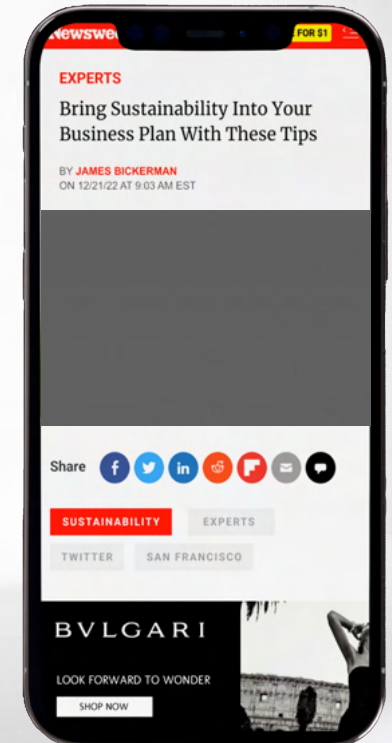 Newswe
FOR $1
EXPERTS
Bring Sustainability Into Your
Business Plan With These Tips
BY JAMES BICKERMAN
ON 12/21/22 AT 9:03 AM EST
Share
SUSTAINABILITY
EXPERTS
TWITTER
SAN FRANCISCO
BVLGARI
LOOK FORWARD TO WONDER
SHOP NOW